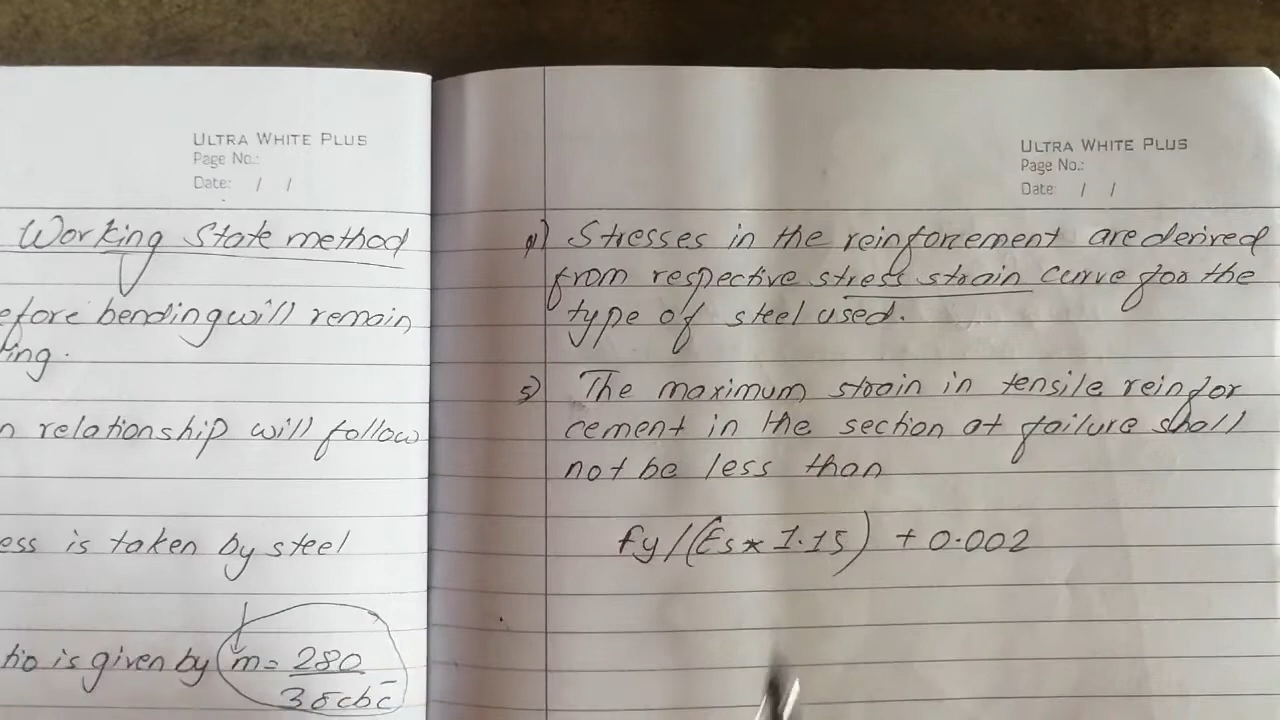 ULTRA WHITE PLUS
Page No.:
Date: / /
Working State method
efore bending will remain
ting.
n relationship will follow
ess is taken by steel
tio is given by m = 280
3σcbc
ULTRA WHITE PLUS
Page No.:
Date: / /
4) Stresses in the reinforcement are derived
from respective stress strain curve for the
type of steel used.
5) The maximum strain in tensile reinfor
cement in the section at failure shall
not be less than
fy/(Es* 1.15) + 0.002